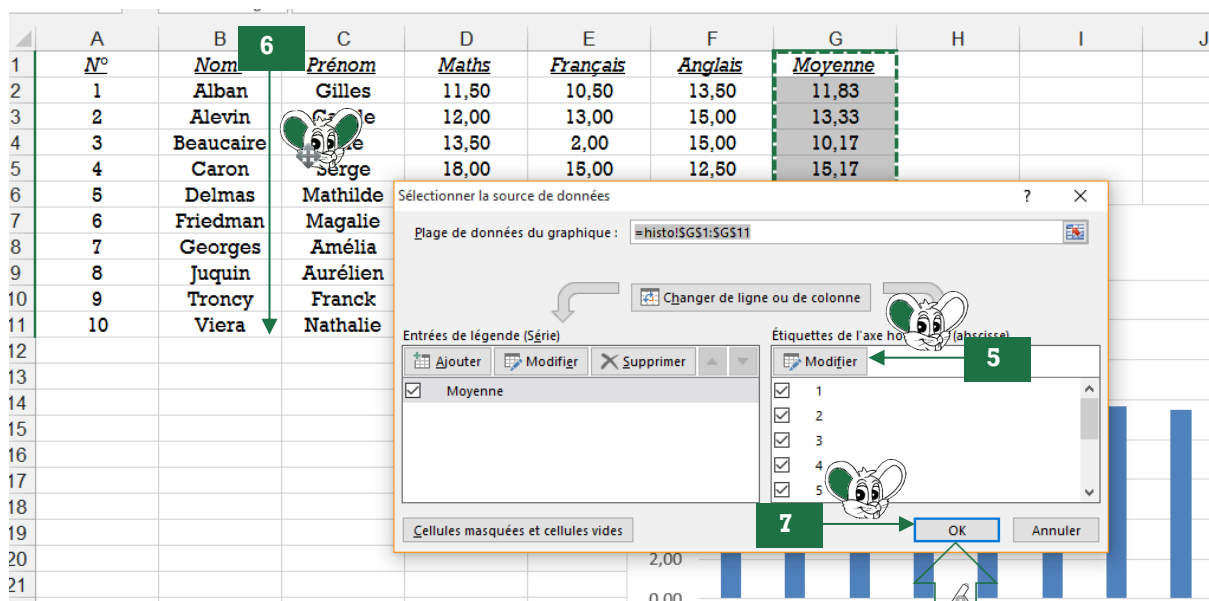 A B C D E F G H I J
6
1 N° Nom Prénom Maths Français Anglais Moyenne
2 1 Alban Gilles 11,50 10,50 13,50 11,83
3 2 Alevin 12,00 13,00 15,00 13,33
4 3 Beaucaire 13,50 2,00 15,00 10,17
5 4 Caron Serge 18,00 15,00 12,50 15,17
6 5 Delmas Mathilde
7 6 Friedman Magalie
8 7 Georges Amélia
9 8 Juquin Aurélien
10 9 Troncy Franck
11 10 Viera Nathalie
12
13
14
15
16
17
18
19
20
21
Sélectionner la source de données ? ×
Plage de données du graphique : =histo!$G$1:$G$11
Changer de ligne ou de colonne
Entrées de légende (Série) Étiquettes de l'axe (abscisse)
Ajouter Modifier Supprimer Modifier
5
Moyenne 1
2
3
4
5
7
Cellules masquées et cellules vides OK Annuler
2,00
0,00